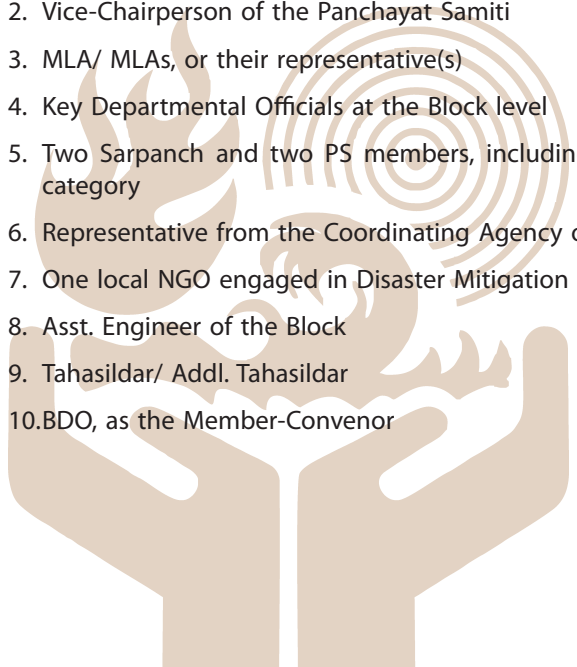 2. Vice-Chairperson of the Panchayat Samiti
3. MLA/ MLAs, or their representative(s)
4. Key Departmental Officials at the Block level
5. Two Sarpanch and two PS members,
category
6. Representative from the Coordinating Agency
7. One local NGO engaged in Disaster Mitigation
8. Asst. Engineer of the Block
9. Tahasildar/ Addl. Tahasildar
10.BDO, as the Member-Convenor